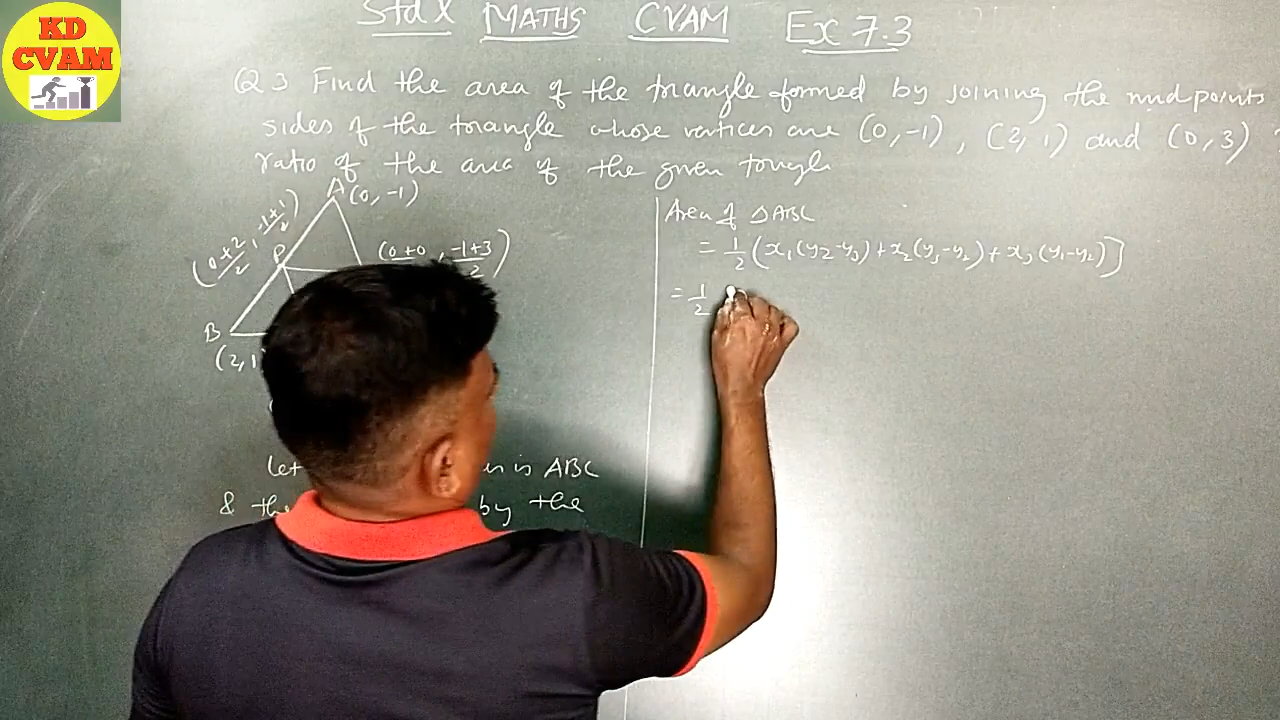 KD
CVAM
Std X MATHS CVAM Ex 7.3
Q 3 Find the area of the triangle formed by joining the midpoints
sides of the triangle whose vertices are (0, -1), (2, 1) and (0, 3)
ratio of the area of the given
A (0, -1)
(0+2/2, -1+1/2)
P
(0+0, -1+3/2)
B
(2, 1
Let is ABC
& the by the
Area of △ABC
= 1/2 (x1(y2-y3)+x2(y3-y2)+x3(y1-y2)]
= 1/2